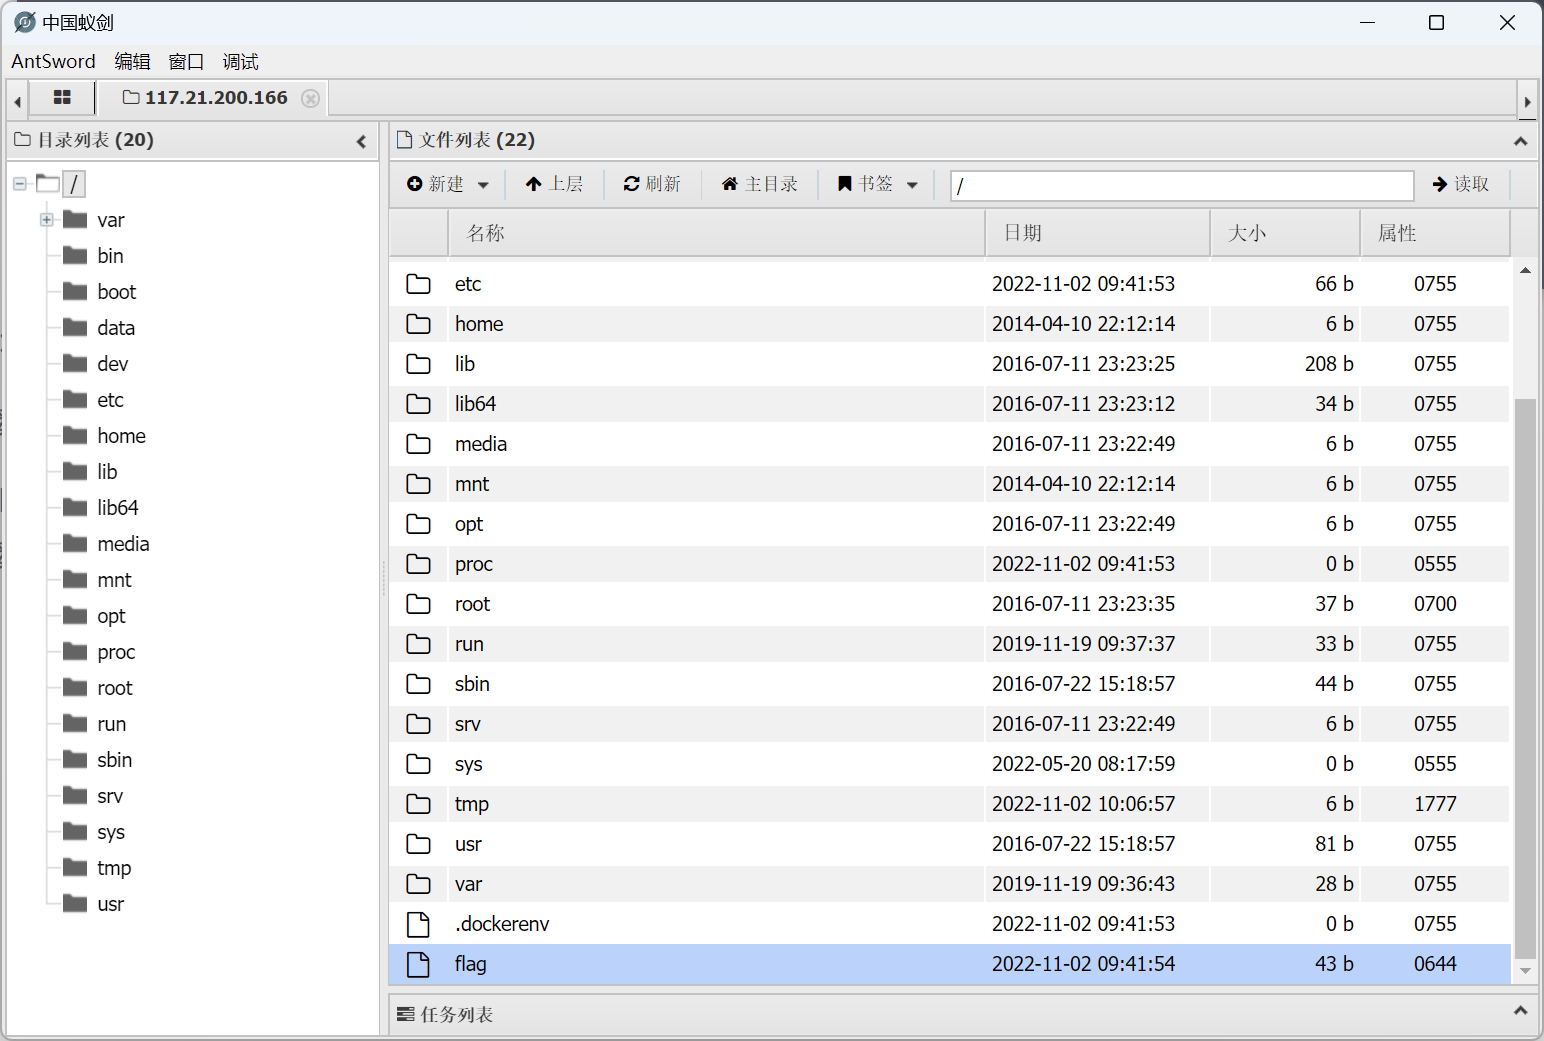 中国蚁剑
AntSword 编辑 窗口 调试
117.21.200.166
目录列表 (20)
/
var
bin
boot
data
dev
etc
home
lib
lib64
media
mnt
opt
proc
root
run
sbin
srv
sys
tmp
usr
文件列表 (22)
新建 上层 刷新 主目录 书签 / 读取
名称 日期 大小 属性
etc 2022-11-02 09:41:53 66 b 0755
home 2014-04-10 22:12:14 6 b 0755
lib 2016-07-11 23:23:25 208 b 0755
lib64 2016-07-11 23:23:12 34 b 0755
media 2016-07-11 23:22:49 6 b 0755
mnt 2014-04-10 22:12:14 6 b 0755
opt 2016-07-11 23:22:49 6 b 0755
proc 2022-11-02 09:41:53 0 b 0555
root 2016-07-11 23:23:35 37 b 0700
run 2019-11-19 09:37:37 33 b 0755
sbin 2016-07-22 15:18:57 44 b 0755
srv 2016-07-11 23:22:49 6 b 0755
sys 2022-05-20 08:17:59 0 b 0555
tmp 2022-11-02 10:06:57 6 b 1777
usr 2016-07-22 15:18:57 81 b 0755
var 2019-11-19 09:36:43 28 b 0755
.dockerenv 2022-11-02 09:41:53 0 b 0755
flag 2022-11-02 09:41:54 43 b 0644
任务列表